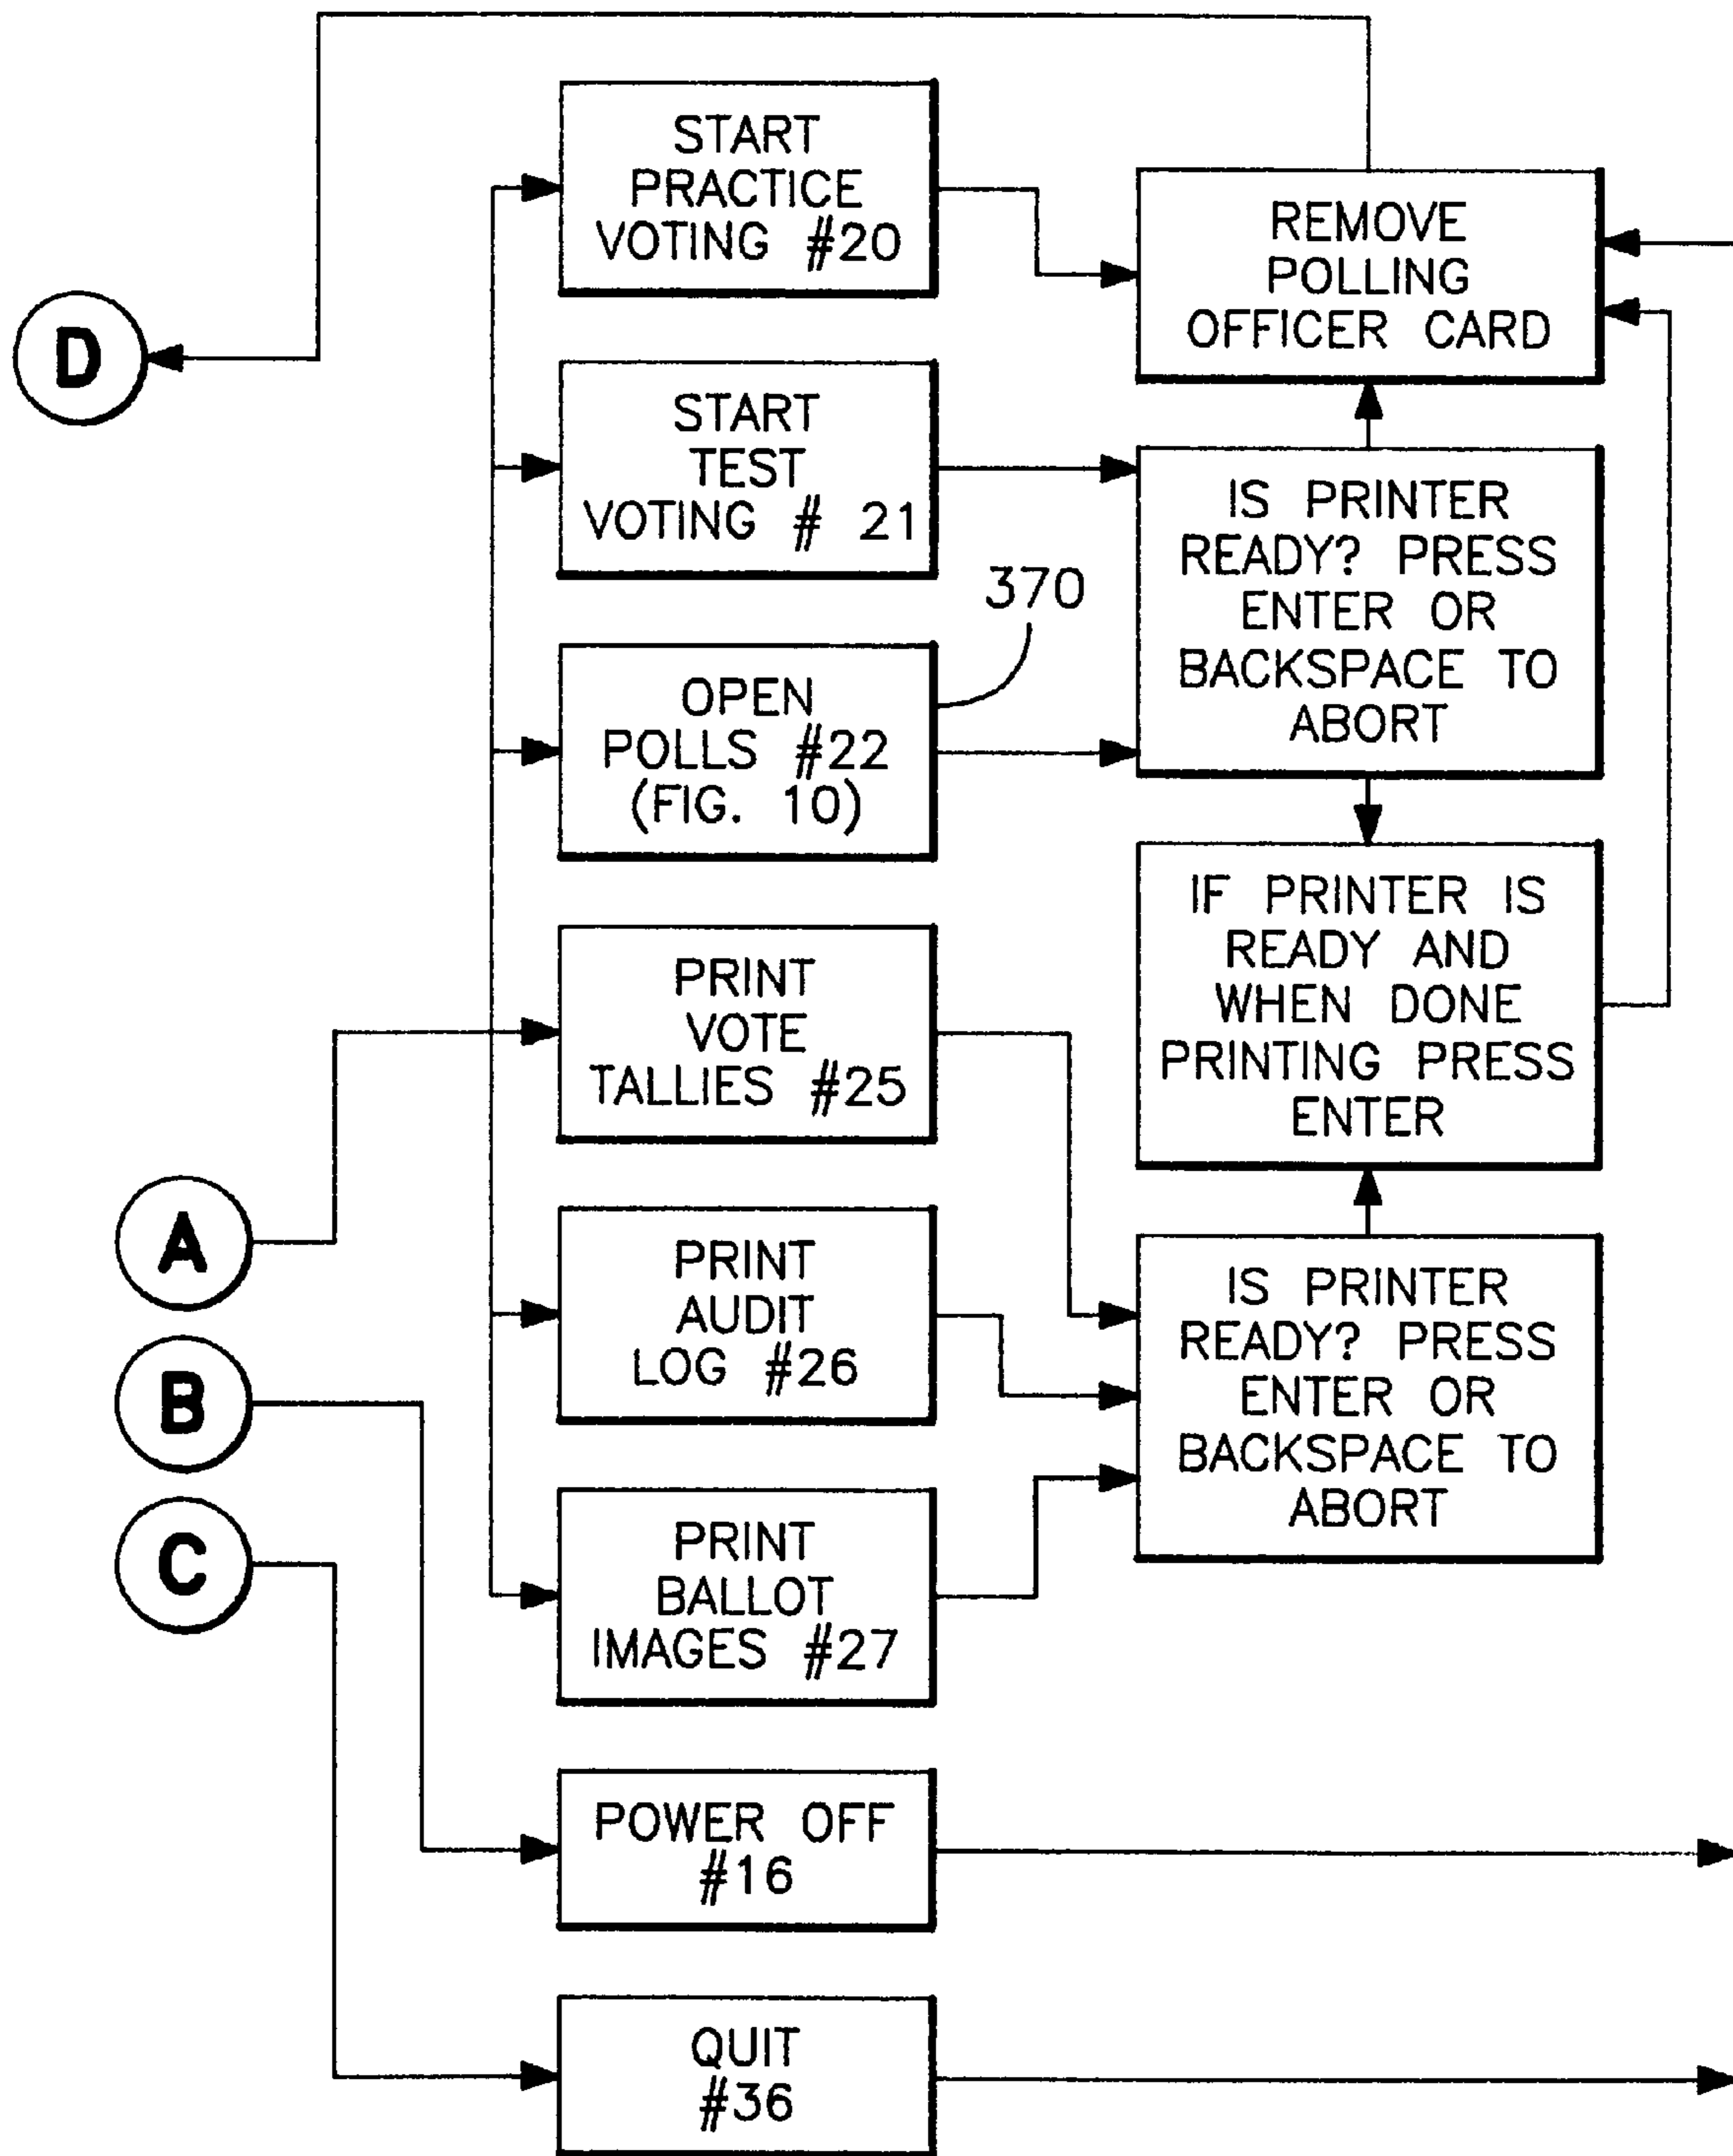 START
PRACTICE
VOTING #20
REMOVE
POLLING
OFFICER CARD
D
START
TEST
VOTING # 21
IS PRINTER
READY? PRESS
ENTER OR
BACKSPACE TO
ABORT
370
OPEN
POLLS #22
(FIG. 10)
IF PRINTER IS
READY AND
WHEN DONE
PRINTING PRESS
ENTER
PRINT
VOTE
TALLIES #25
A
PRINT
AUDIT
LOG #26
IS PRINTER
READY? PRESS
ENTER OR
BACKSPACE TO
ABORT
B
C
PRINT
BALLOT
IMAGES #27
POWER OFF
#16
QUIT
#36